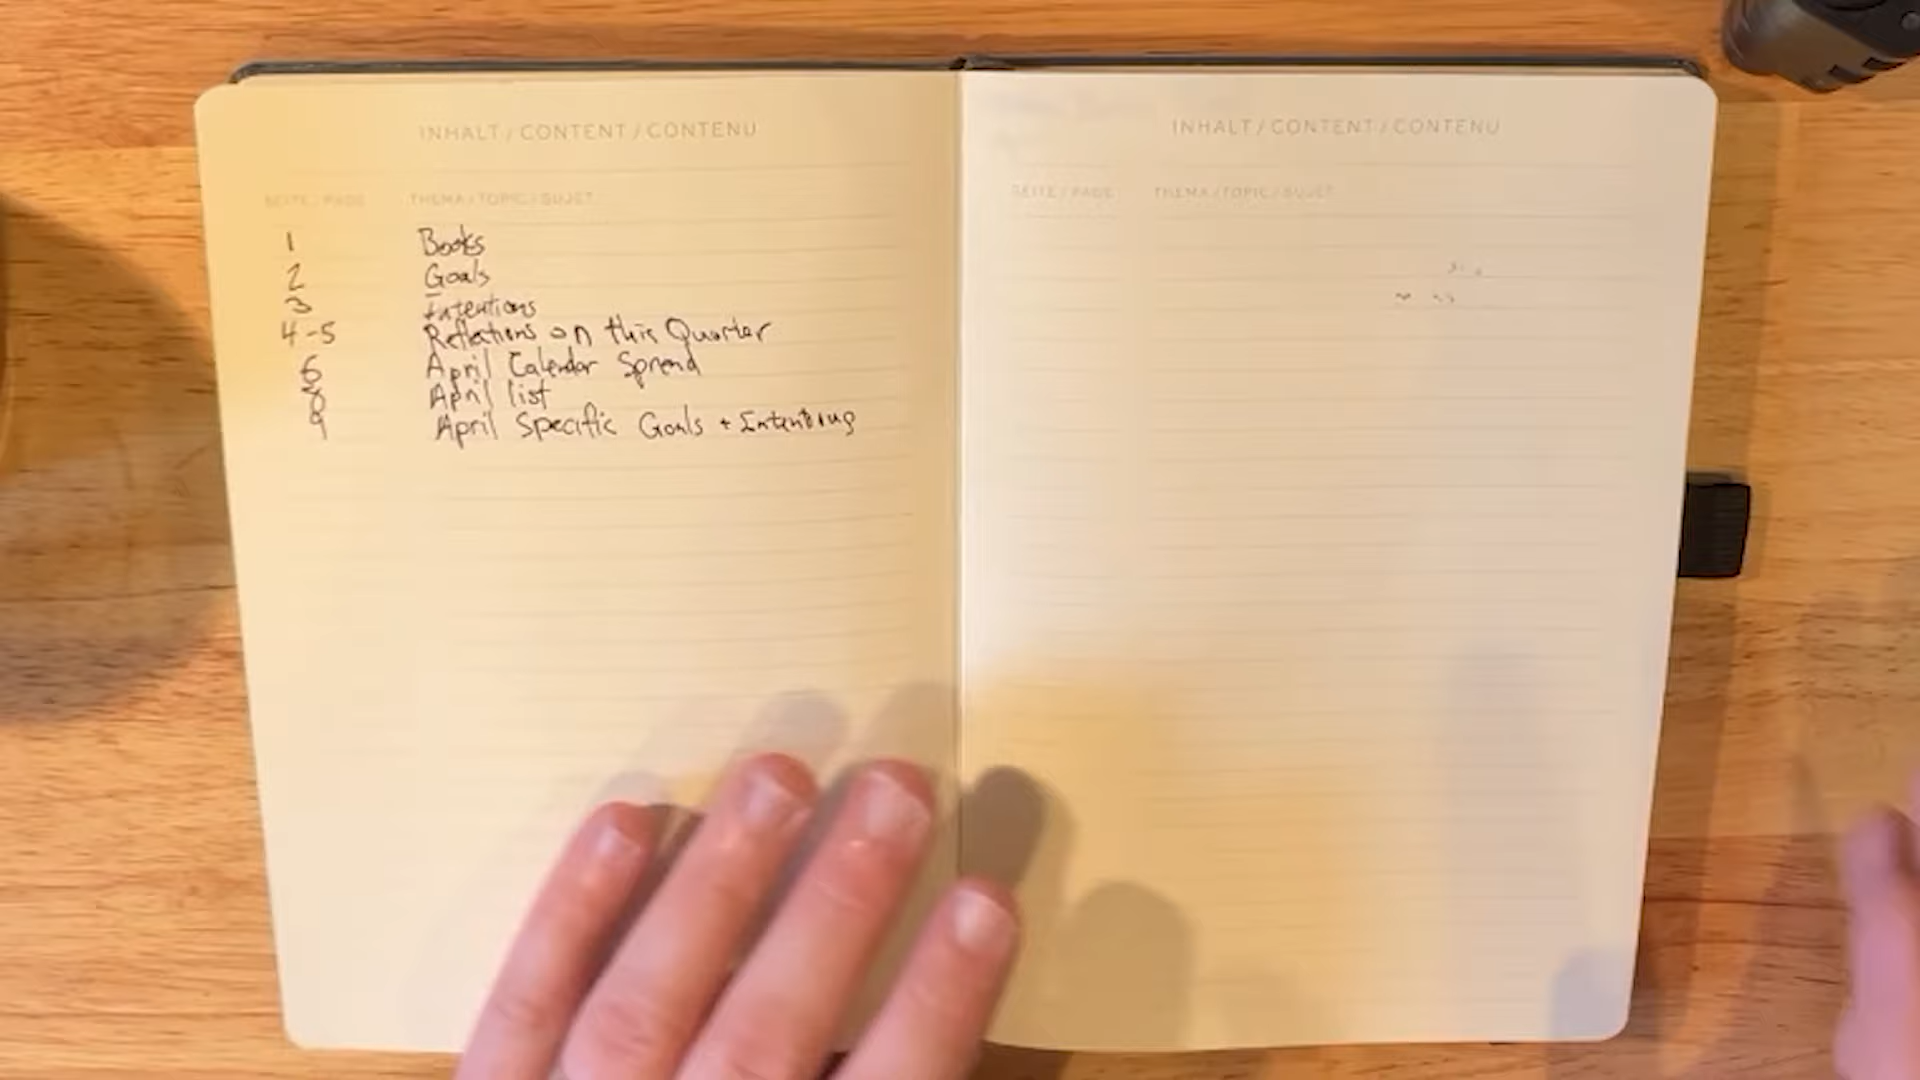 INHALT / CONTENT / CONTENU
SEITE / PAGE THEMA / TOPIC / SUJET
1 Books
2 Goals
3 Intentions
4-5 Reflections on this Quarter
6 April Calendar Spread
8 April list
9 April Specific Goals + Intentions
INHALT / CONTENT / CONTENU
SEITE / PAGE THEMA / TOPIC / SUJET